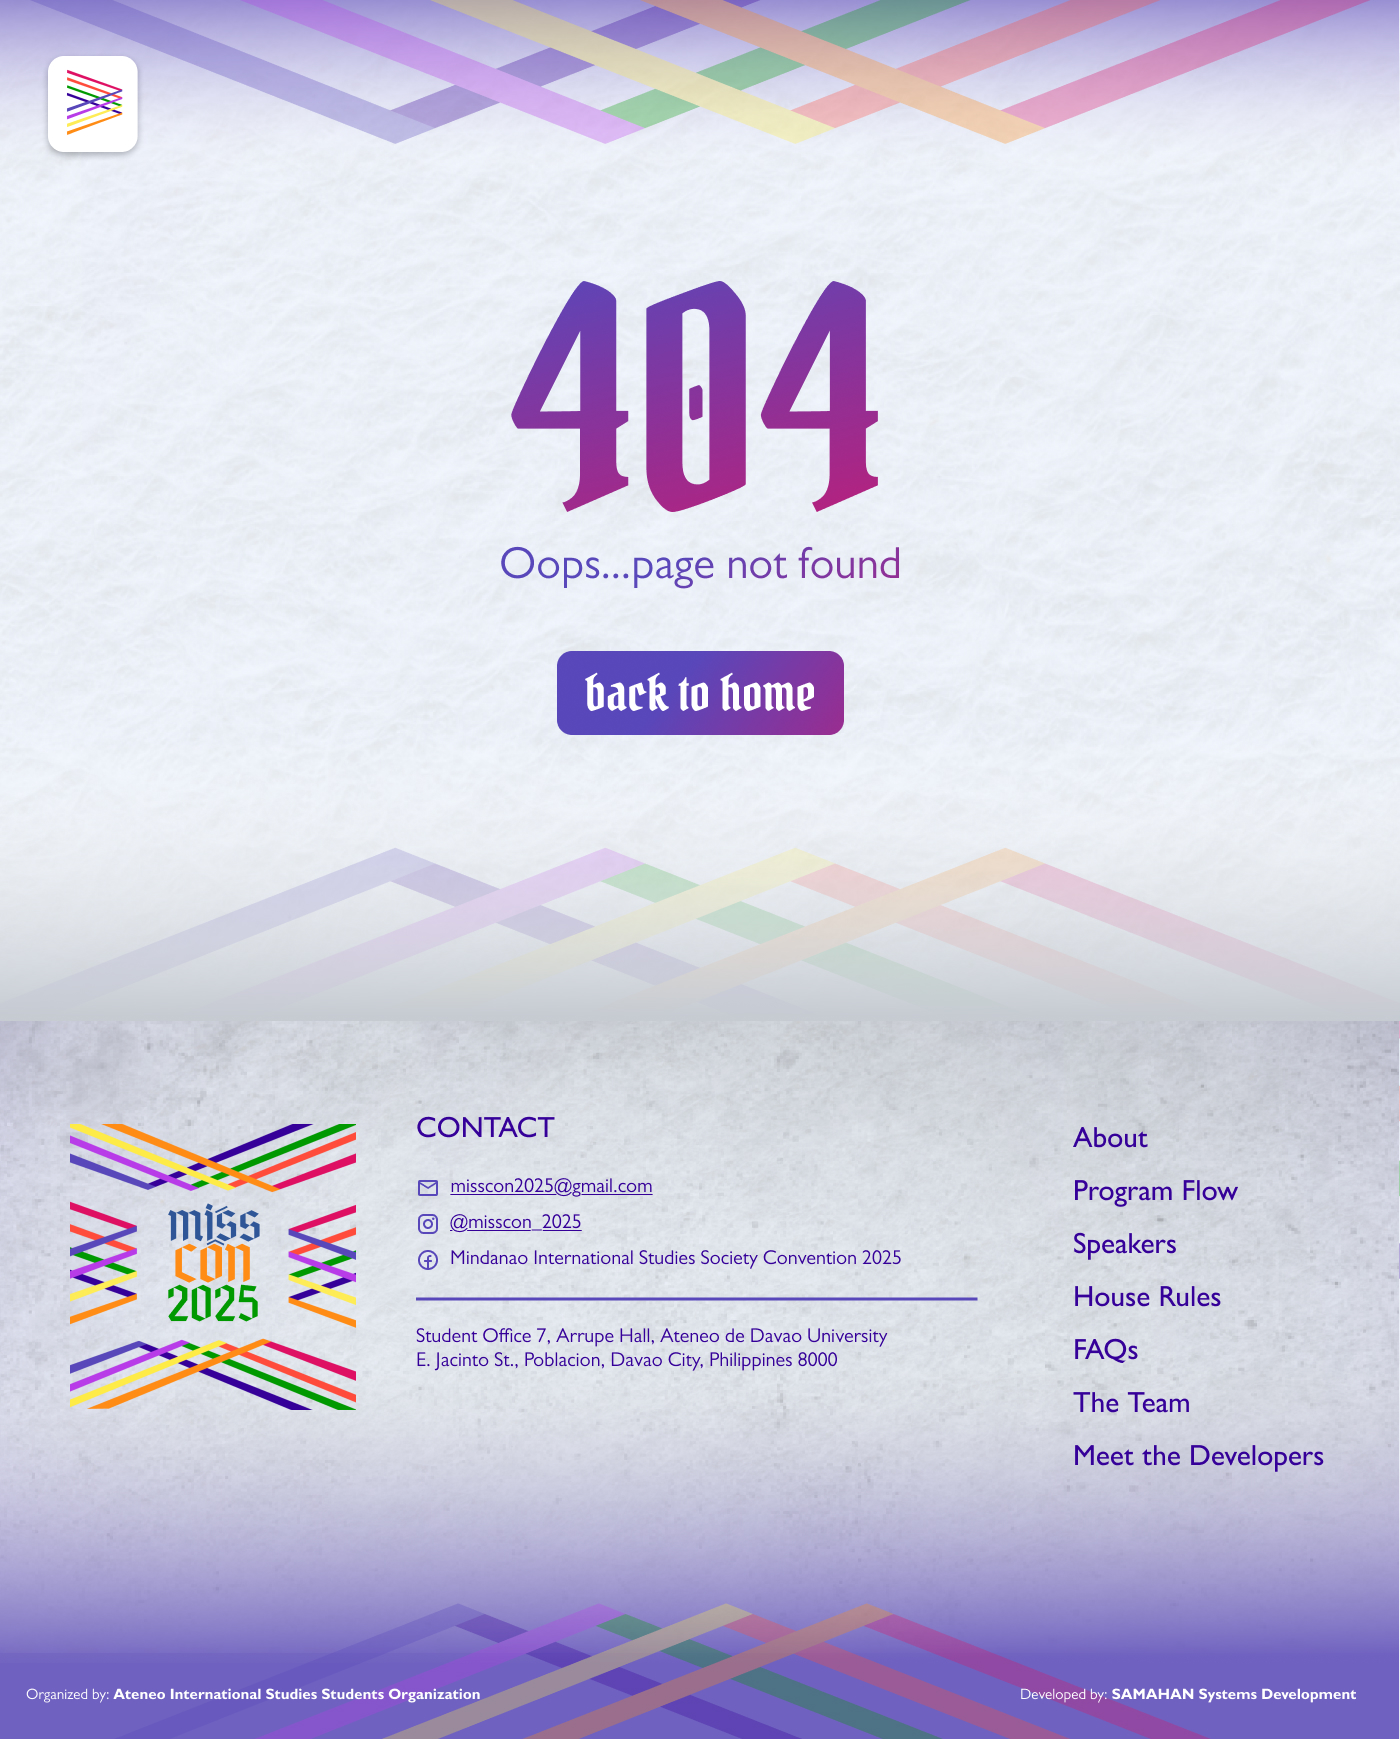 404
Oops...page not found
back to home
miss
con
2025
CONTACT
misscon2025@gmail.com
@misscon_2025
Mindanao International Studies Society Convention 2025
Student Office 7, Arrupe Hall, Ateneo de Davao University
E. Jacinto St., Poblacion, Davao City, Philippines 8000
About
Program Flow
Speakers
House Rules
FAQs
The Team
Meet the Developers
Organized by: Ateneo International Studies Students Organization
Developed by: SAMAHAN Systems Development